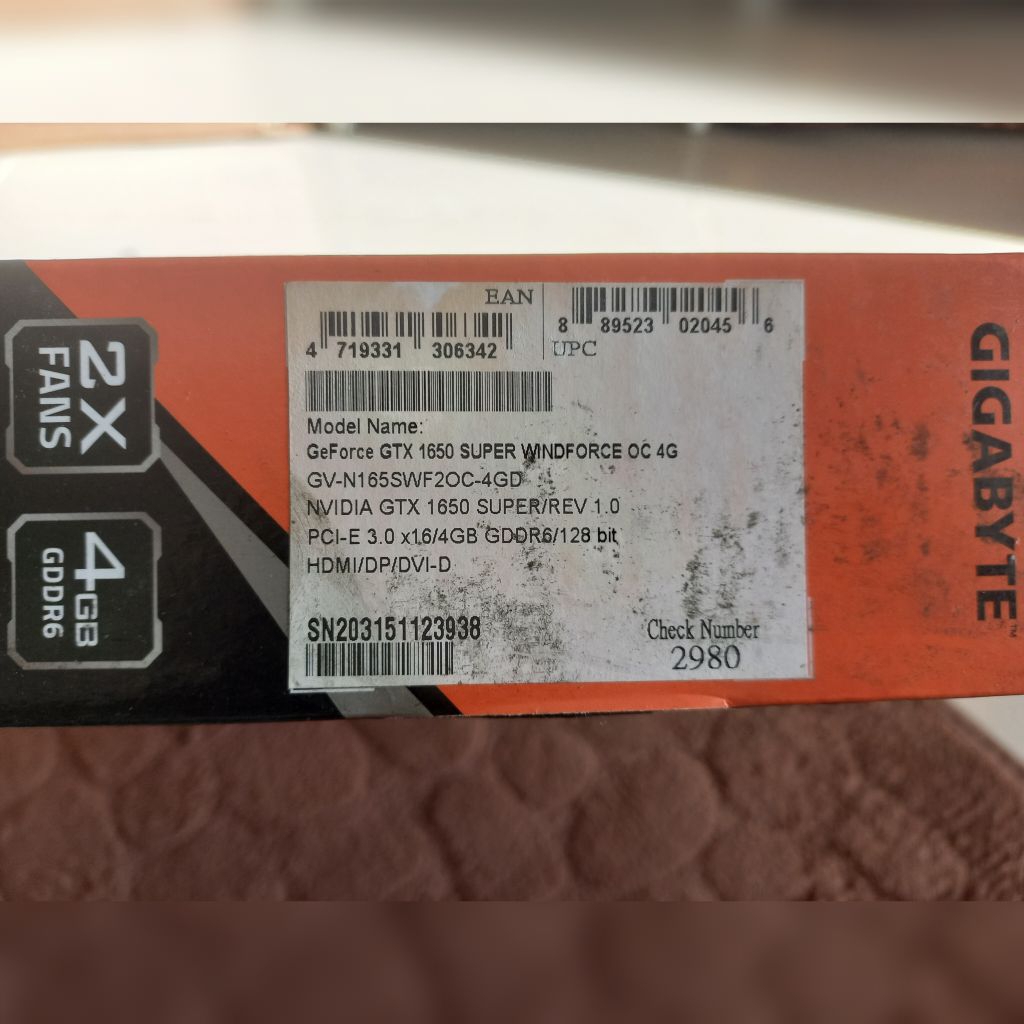 2X
FANS
4GB
GDDR6
EAN
4 719331 306342
8 89523 02045 6
UPC
Model Name:
GeForce GTX 1650 SUPER WINDFORCE OC 4G
GV-N165SWF2OC-4GD
NVIDIA GTX 1650 SUPER/REV 1.0
PCI-E 3.0 x16/4GB GDDR6/128 bit
HDMI/DP/DVI-D
SN203151123938
Check Number
2980
GIGABYTE™